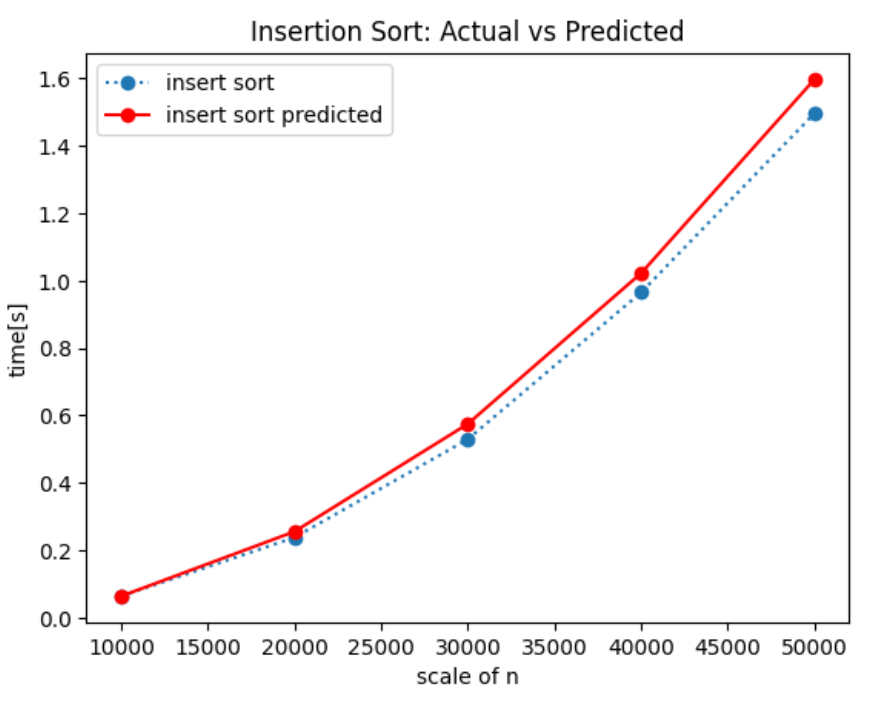 Insertion Sort: Actual vs Predicted
insert sort
insert sort predicted
1.6
1.4
1.2
1.0
0.8
0.6
0.4
0.2
0.0
time[s]
10000 15000 20000 25000 30000 35000 40000 45000 50000
scale of n